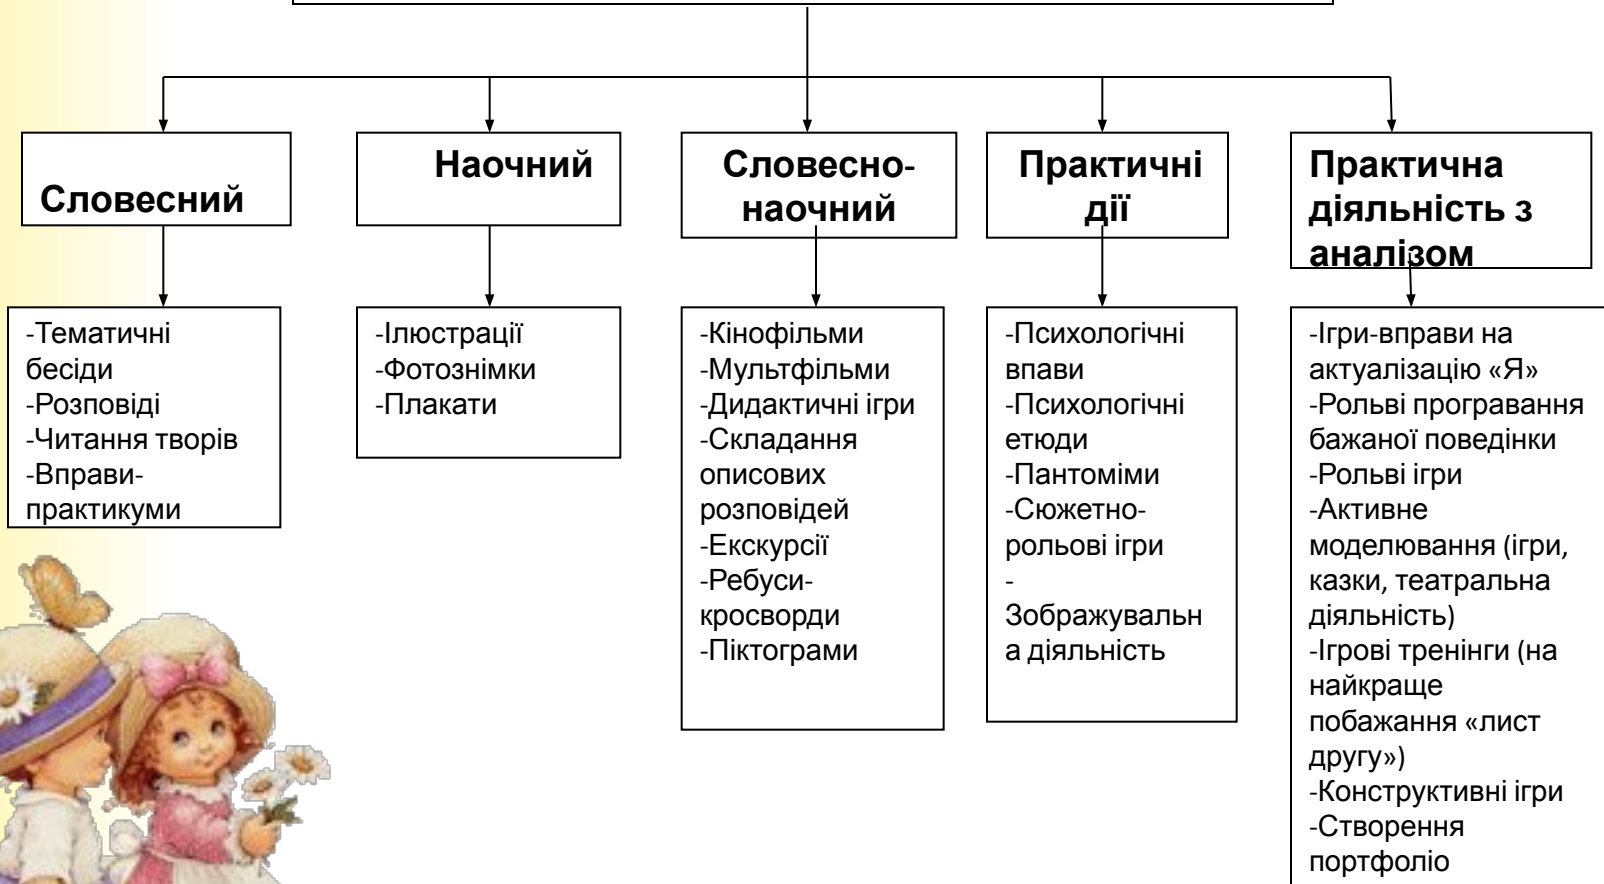 Словесний
Наочний
Словесно-
наочний
Практичні
дії
Практична
діяльність з
аналізом
-Тематичні
бесіди
-Розповіді
-Читання творів
-Вправи-
практикуми
-Ілюстрації
-Фотознімки
-Плакати
-Кінофільми
-Мультфільми
-Дидактичні ігри
-Складання
описових
розповідей
-Екскурсії
-Ребуси-
кросворди
-Піктограми
-Психологічні
впави
-Психологічні
етюди
-Пантоміми
-Сюжетно-
рольові ігри
-
Зображувальн
а діяльність
-Ігри-вправи на
актуалізацію «Я»
-Рольві програвання
бажаної поведінки
-Рольві ігри
-Активне
моделювання (ігри,
казки, театральна
діяльність)
-Ігрові тренінги (на
найкраще
побажання «лист
другу»)
-Конструктивні ігри
-Створення
портфоліо